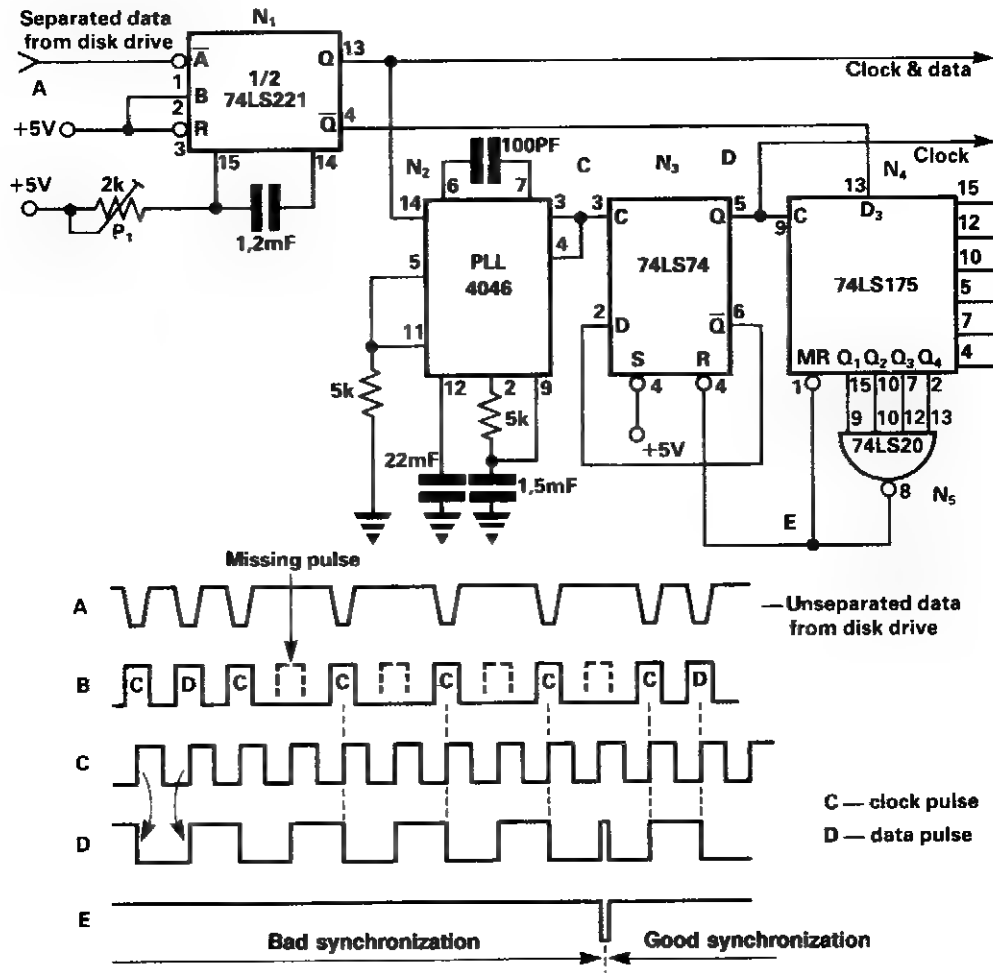 Separated data
from disk drive
A
N1
A
B
R
1
2
3
1/2
74LS221
Q
Q
13
4
15
14
+5V
+5V
2k
P1
1,2mF
Clock & data
Clock
100PF
N2
6
7
14
5
11
12
2
9
3
4
PLL
4046
5k
5k
22mF
1,5mF
C
N3
D
3
C
Q
5
74LS74
2
D
Q
6
S
R
4
4
+5V
N4
13
D3
9
C
74LS175
15
12
10
5
7
4
MR
Q1 Q2 Q3 Q4
1
15
10
7
2
9
10
12
13
74LS20
8
N5
E
Missing pulse
A
—Unseparated data
from disk drive
B
C D C C C C C D
C
C — clock pulse
D
D — data pulse
E
Bad synchronization
Good synchronization